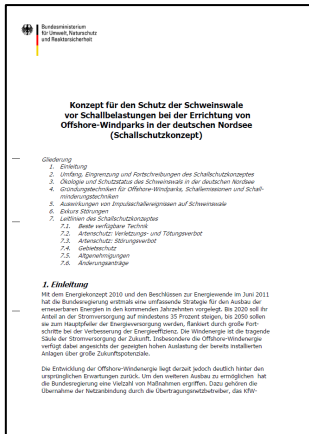 Bundesministerium
für Umwelt, Naturschutz
und Reaktorsicherheit
Konzept für den Schutz der Schweinswale
vor Schallbelastungen bei der Errichtung von
Offshore-Windparks in der deutschen Nordsee
(Schallschutzkonzept)
Gliederung
1. Einleitung
2. Umfang, Eingrenzung und Fortschreibungen des Schallschutzkonzeptes
3. Ökologie und Schutzstatus des Schweinswals in der deutschen Nordsee
4. Gründungstechniken für Offshore-Windparks, Schallemissionen und Schall-
minderungstechniken
5. Auswirkungen von Impulsschallereignissen auf Schweinswale
6. Exkurs Störungen
7. Leitlinien des Schallschutzkonzeptes
7.1. Beste verfügbare Technik
7.2. Artenschutz: Verletzungs- und Tötungsverbot
7.3. Artenschutz: Störungsverbot
7.4. Gebietsschutz
7.5. Altgenehmigungen
7.6. Änderungsanträge
1. Einleitung
Mit dem Energiekonzept 2010 und den Beschlüssen zur Energiewende im Juni 2011
hat die Bundesregierung erstmals eine umfassende Strategie für den Ausbau der
erneuerbaren Energien in den kommenden Jahrzehnten vorgelegt. Bis 2020 soll ihr
Anteil an der Stromversorgung auf mindestens 35 Prozent steigen, bis 2050 sollen
sie zum Hauptpfeiler der Energieversorgung werden, flankiert durch große Fort-
schritte bei der Verbesserung der Energieeffizienz. Die Windenergie ist die tragende
Säule der Stromversorgung der Zukunft. Insbesondere die Offshore-Windenergie
verfügt dabei angesichts der gezeigten hohen Auslastung der bereits installierten
Anlagen über große Zukunftspotenziale.
Die Entwicklung der Offshore-Windenergie liegt derzeit jedoch deutlich hinter den
ursprünglichen Erwartungen zurück. Um den weiteren Ausbau zu ermöglichen hat
die Bundesregierung eine Vielzahl von Maßnahmen ergriffen. Dazu gehören die
Übernahme der Netzanbindung durch die Übertragungsnetzbetreiber, das KfW-